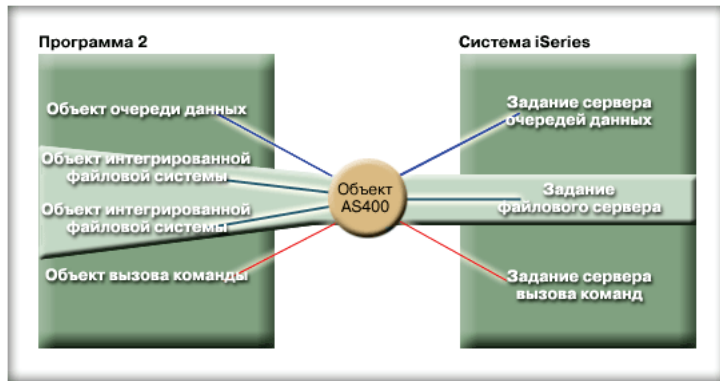 Программа 2
Объект очереди данных
Объект интегрированной
файловой системы
Объект интегрированной
файловой системы
Объект вызова команды
Объект
AS400
Система iSeries
Задание сервера
очередей данных
Задание
файлового сервера
Задание сервера
вызова команд